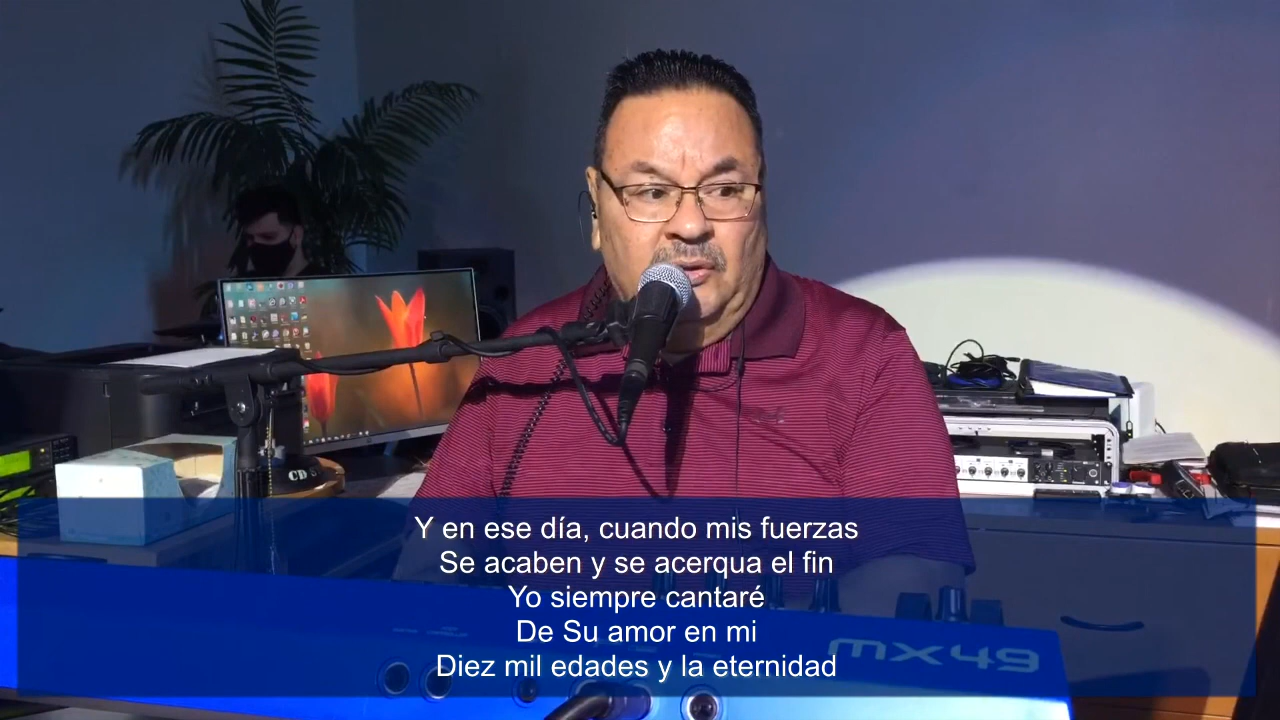 CD
Y en ese día, cuando mis fuerzas
Se acaben y se acerqua el fin
Yo siempre cantaré
De Su amor en mi
Diez mil edades y la eternidad
MX49